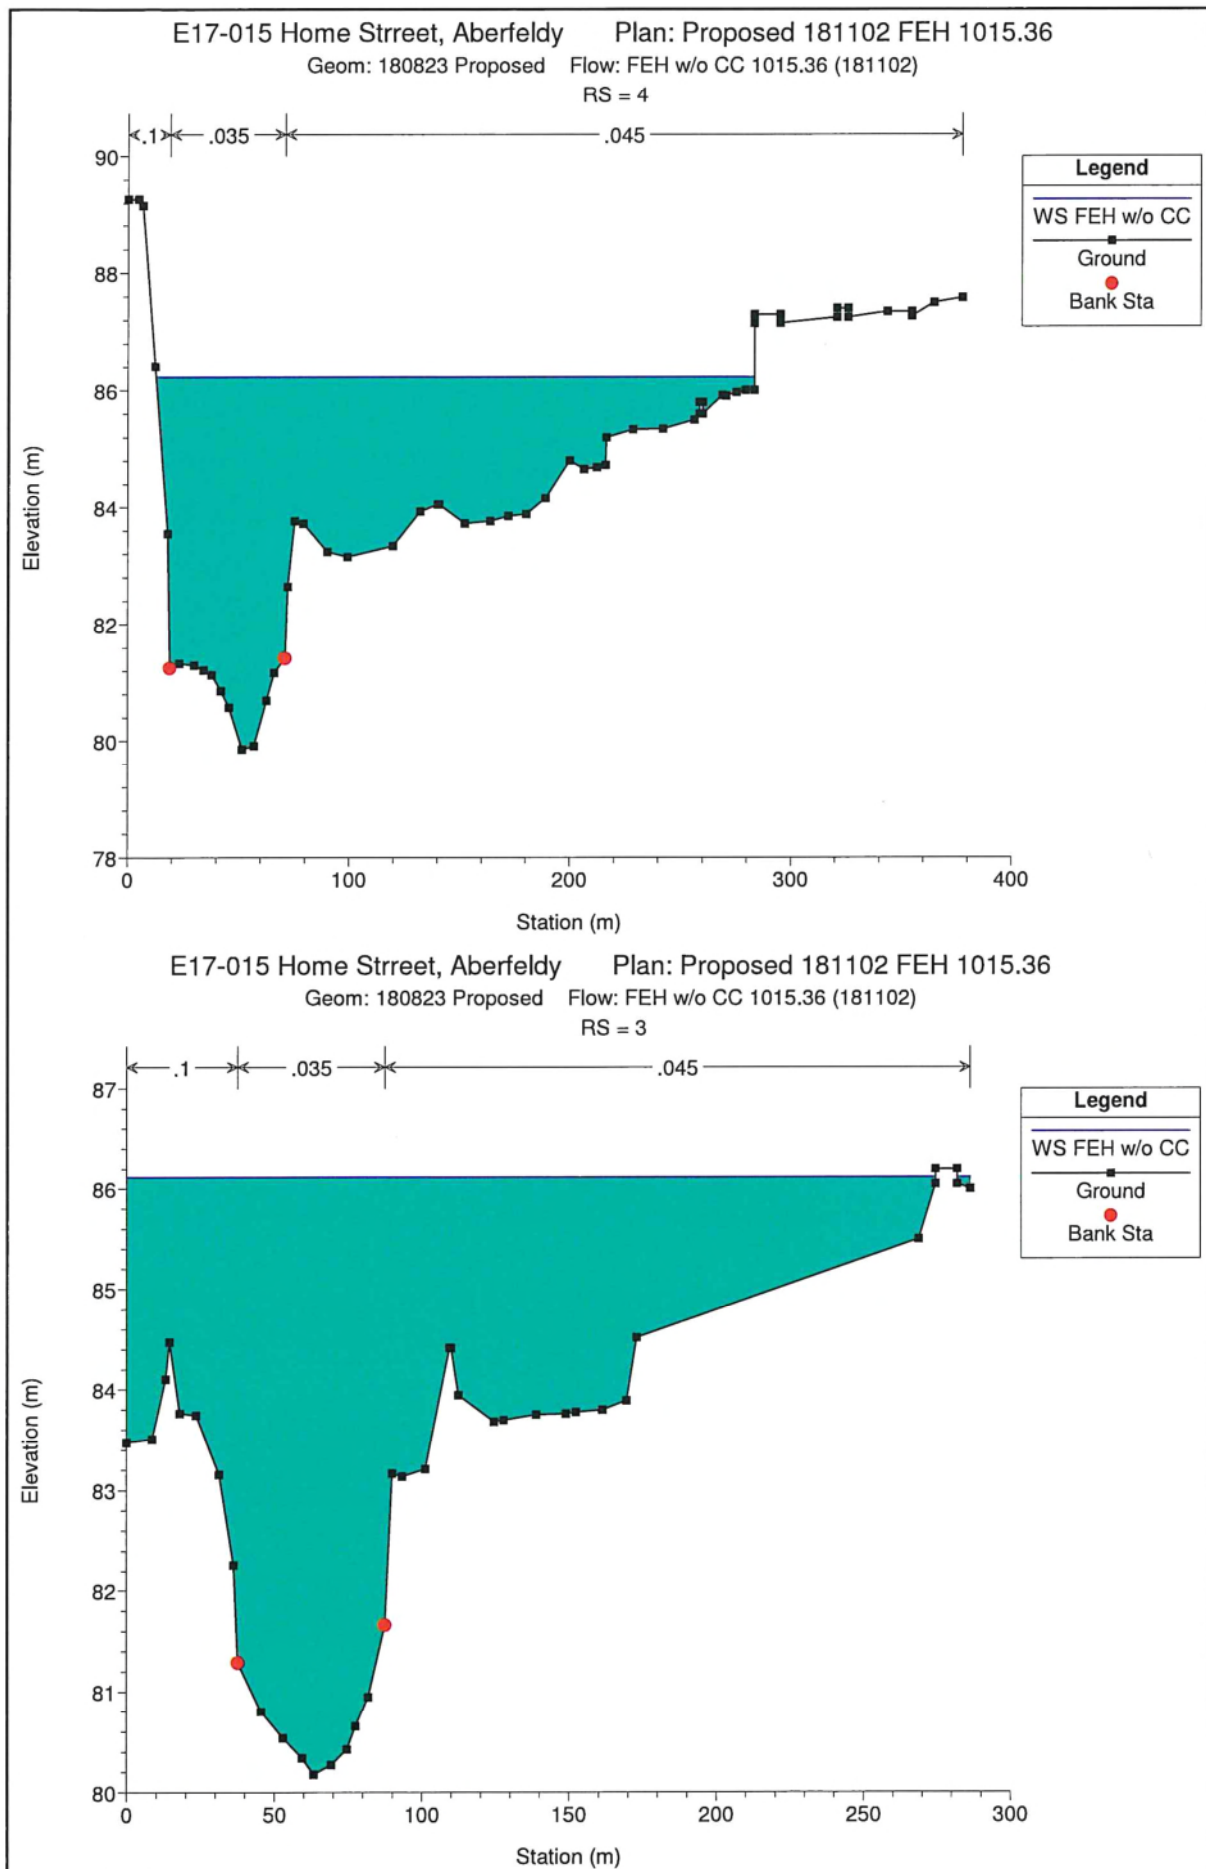 E17-015 Home Strreet, Aberfeldy Plan: Proposed 181102 FEH 1015.36
Geom: 180823 Proposed Flow: FEH w/o CC 1015.36 (181102)
RS = 4
.1 .035 .045
90
88
86
84
82
80
78
Elevation (m)
0 100 200 300 400
Station (m)
Legend
WS FEH w/o CC
Ground
Bank Sta
E17-015 Home Strreet, Aberfeldy Plan: Proposed 181102 FEH 1015.36
Geom: 180823 Proposed Flow: FEH w/o CC 1015.36 (181102)
RS = 3
.1 .035 .045
87
86
85
84
83
82
81
80
Elevation (m)
0 50 100 150 200 250 300
Station (m)
Legend
WS FEH w/o CC
Ground
Bank Sta